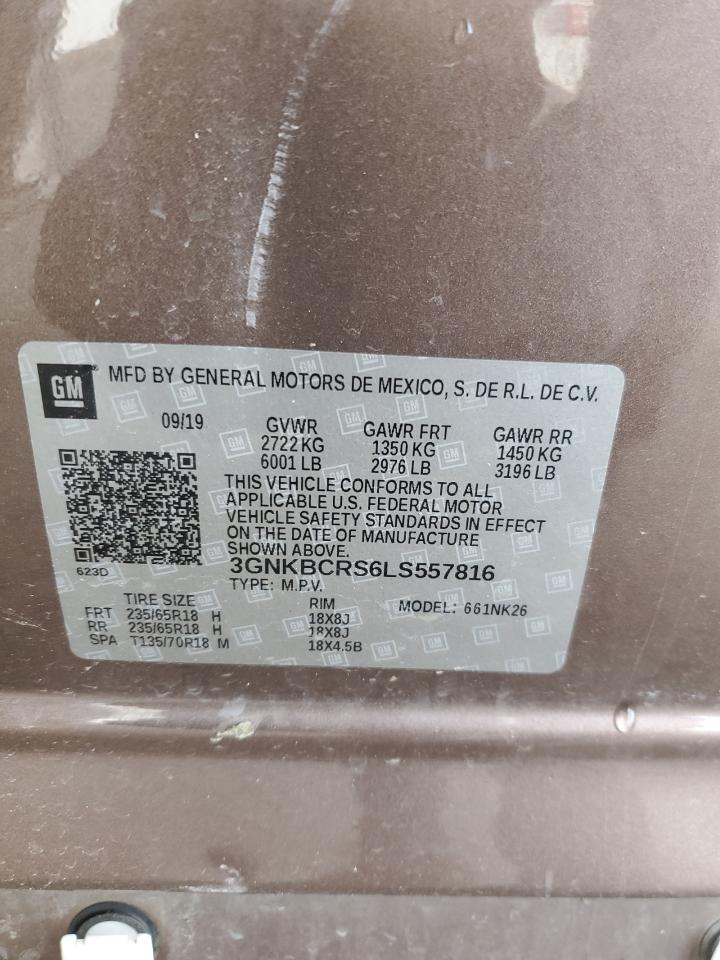 GM MFD BY GENERAL MOTORS DE MEXICO, S. DE R.L. DE C.V.
09/19 GVWR GAWR FRT GAWR RR
2722 KG 1350 KG 1450 KG
6001 LB 2976 LB 3196 LB
THIS VEHICLE CONFORMS TO ALL
APPLICABLE U.S. FEDERAL MOTOR
VEHICLE SAFETY STANDARDS IN EFFECT
ON THE DATE OF MANUFACTURE
SHOWN ABOVE.
623D 3GNKBCRS6LS557816
TYPE: M.P.V.
TIRE SIZE RIM MODEL: 661NK26
FRT 235/65R18 H 18X8J
RR 235/65R18 H 18X8J
SPA T135/70R18 M 18X4.5B